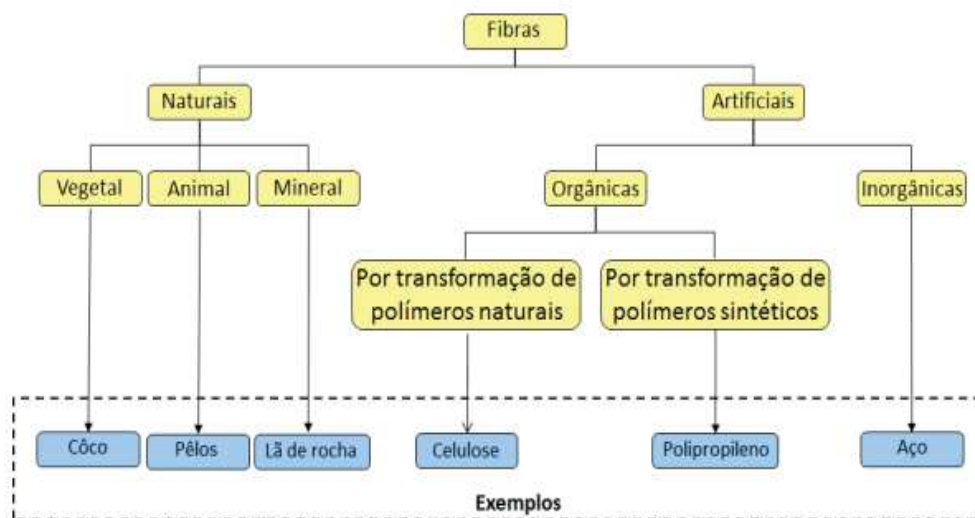 Fibras
Naturais
Artificiais
Vegetal
Animal
Mineral
Orgânicas
Inorgânicas
Por transformação de
polímeros naturais
Por transformação de
polímeros sintéticos
Côco
Pêlos
Lã de rocha
Celulose
Polipropileno
Aço
Exemplos